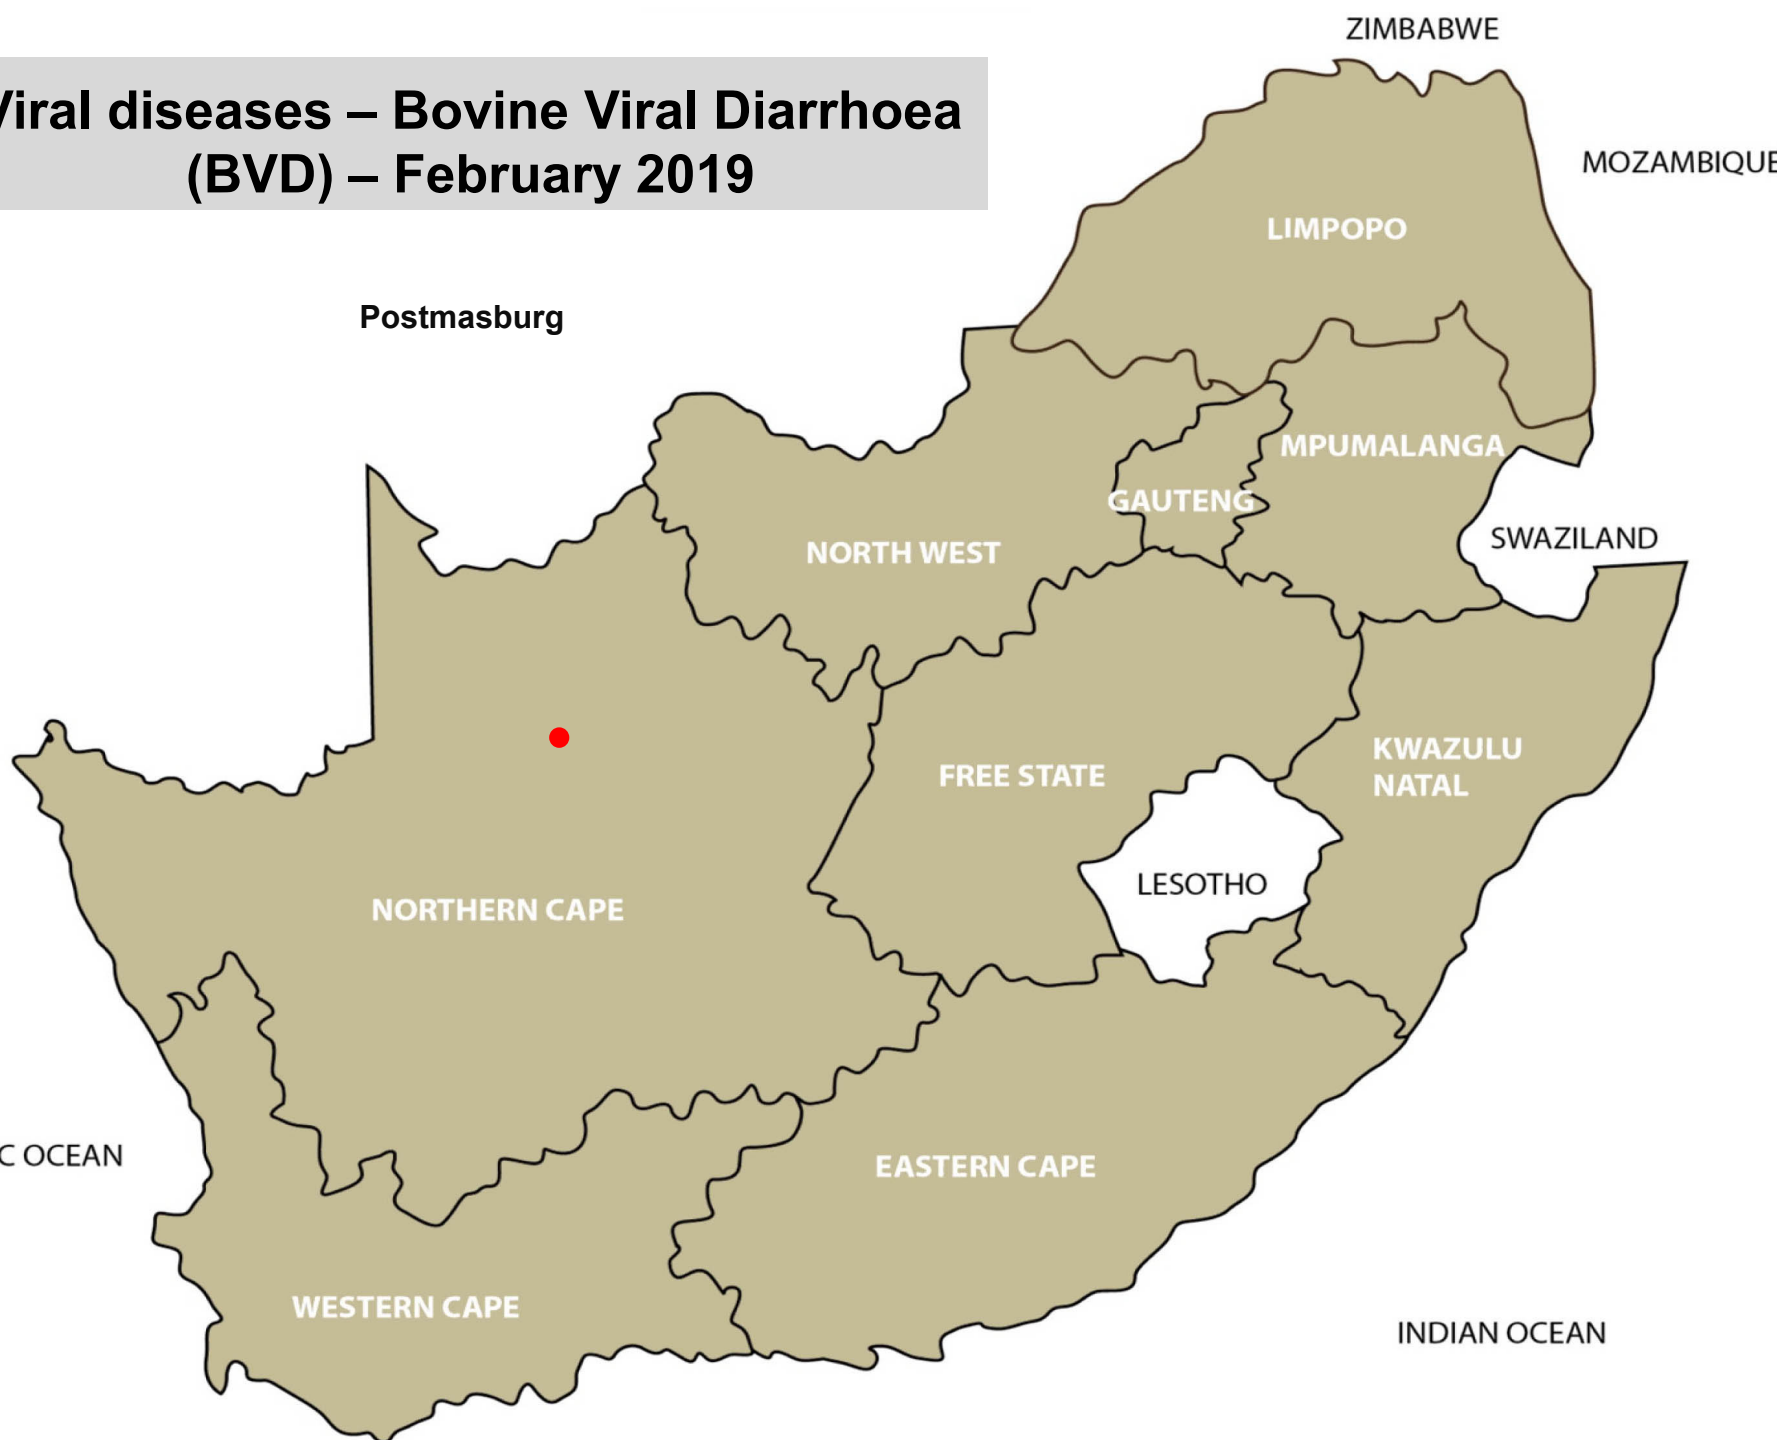 ZIMBABWE
Viral diseases – Bovine Viral Diarrhoea
(BVD) – February 2019
MOZAMBIQUE
LIMPOPO
Postmasburg
MPUMALANGA
GAUTENG
SWAZILAND
NORTH WEST
KWAZULU
NATAL
FREE STATE
LESOTHO
NORTHERN CAPE
C OCEAN
EASTERN CAPE
WESTERN CAPE
INDIAN OCEAN